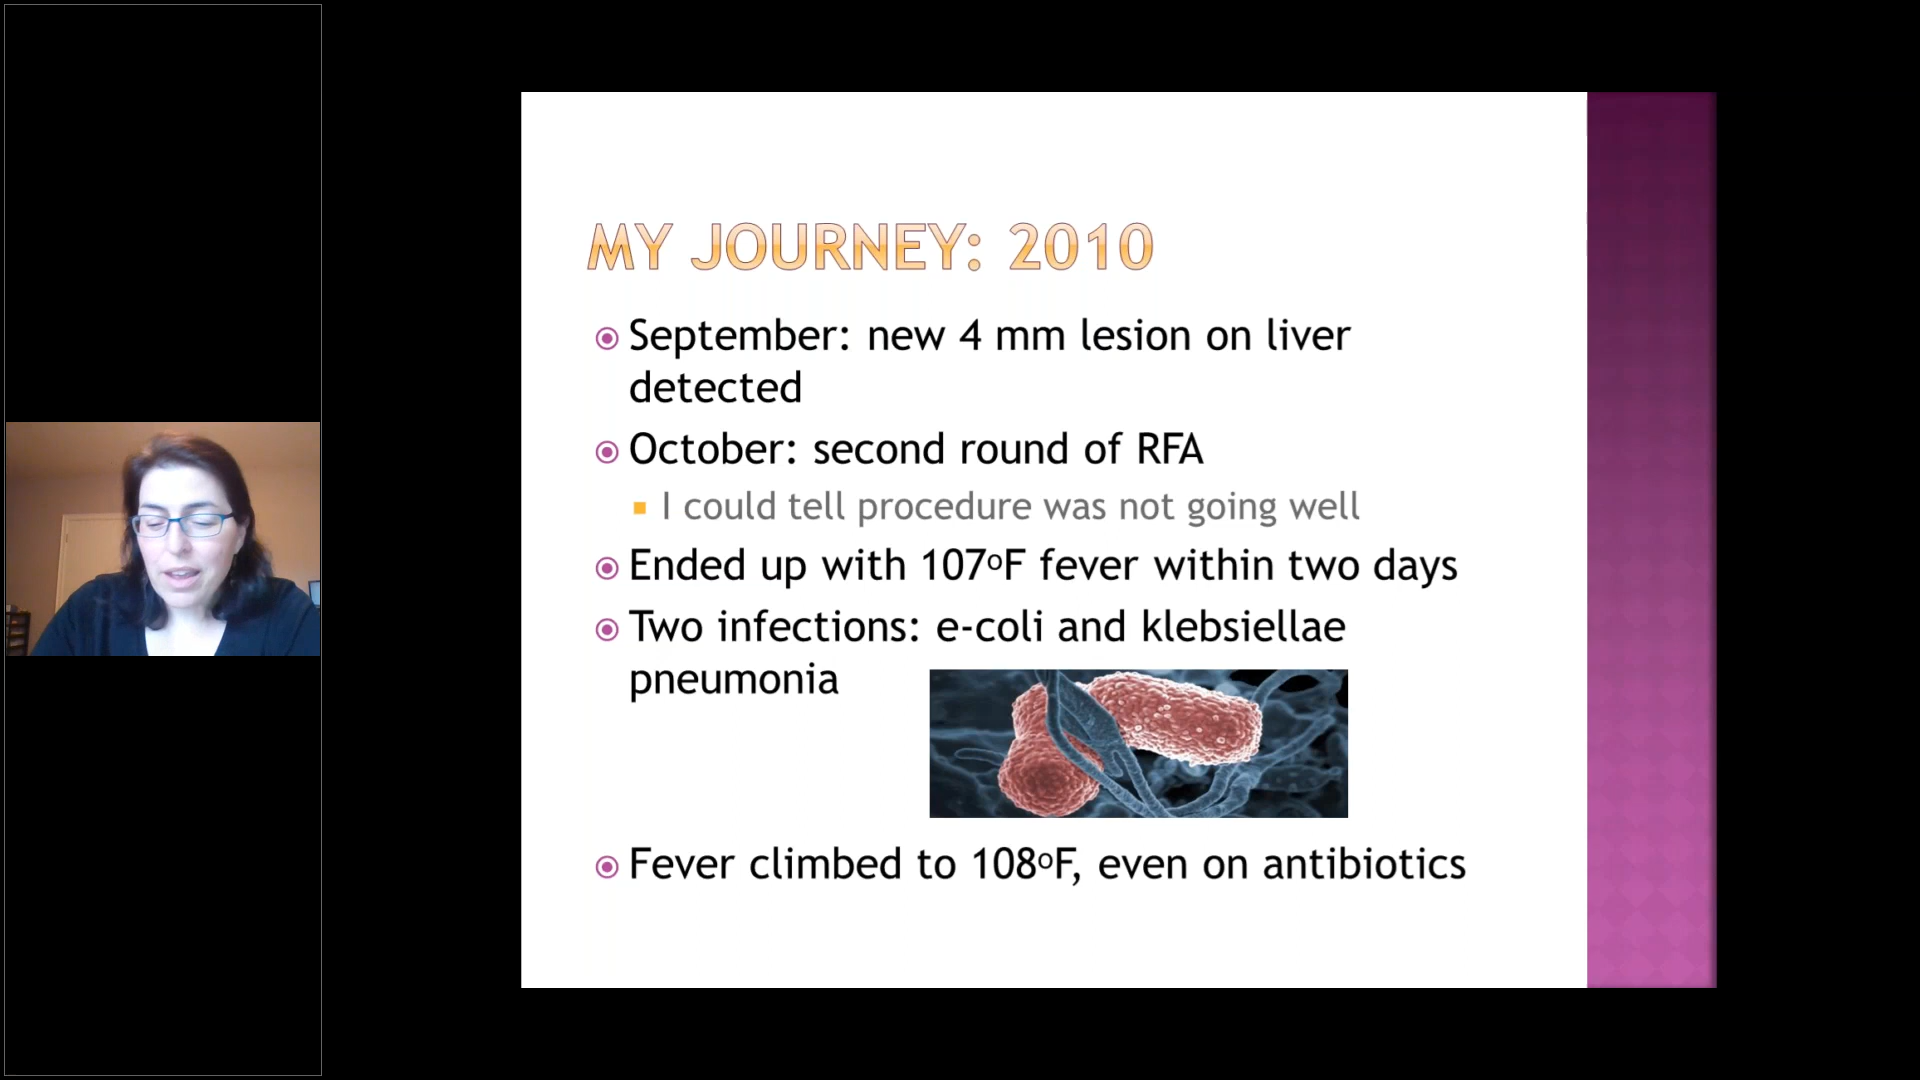 MY JOURNEY: 2010
September: new 4 mm lesion on liver
detected
October: second round of RFA
I could tell procedure was not going well
Ended up with 107ºF fever within two days
Two infections: e-coli and klebsiellae
pneumonia
Fever climbed to 108ºF, even on antibiotics